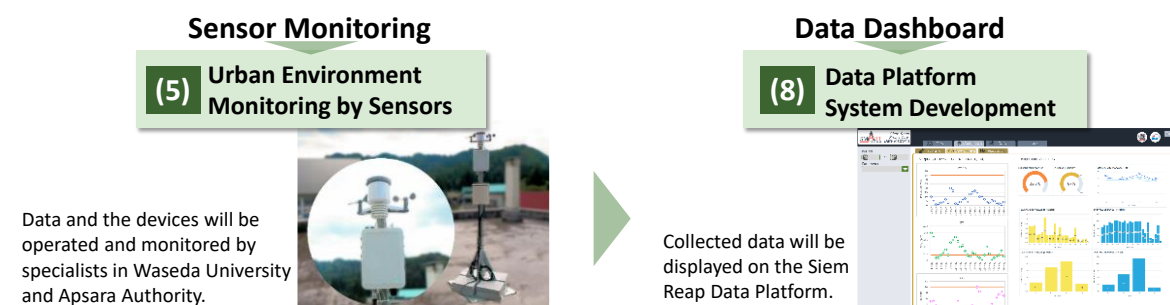 Sensor Monitoring
(5)
Urban Environment
Monitoring by Sensors
Data and the devices will be
operated and monitored by
specialists in Waseda University
and Apsara Authority.
Data Dashboard
(8)
Data Platform
System Development
Collected data will be
displayed on the Siem
Reap Data Platform.